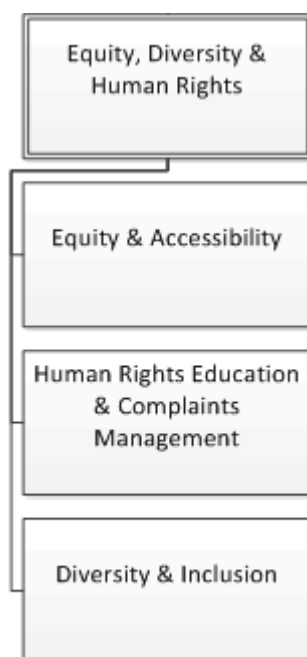 Equity, Diversity &
Human Rights
Equity & Accessibility
Human Rights Education
& Complaints
Management
Diversity & Inclusion